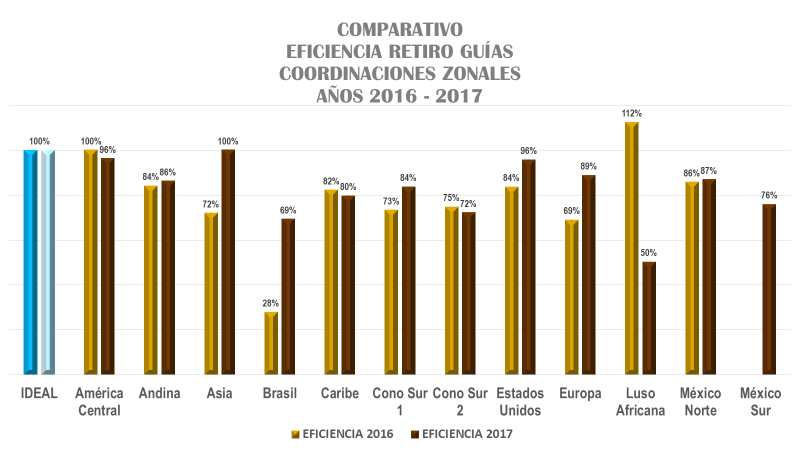 COMPARATIVO
EFICIENCIA RETIRO GUÍAS
COORDINACIONES ZONALES
AÑOS 2016 - 2017
100%
100%
96%
84%
86%
72%
100%
28%
69%
82%
80%
73%
84%
75%
72%
84%
96%
69%
89%
112%
50%
86%
87%
76%
IDEAL
América
Central
Andina
Asia
Brasil
Caribe
Cono Sur
1
Cono Sur
2
Estados
Unidos
Europa
Luso
Africana
México
Norte
México
Sur
EFICIENCIA 2016
EFICIENCIA 2017